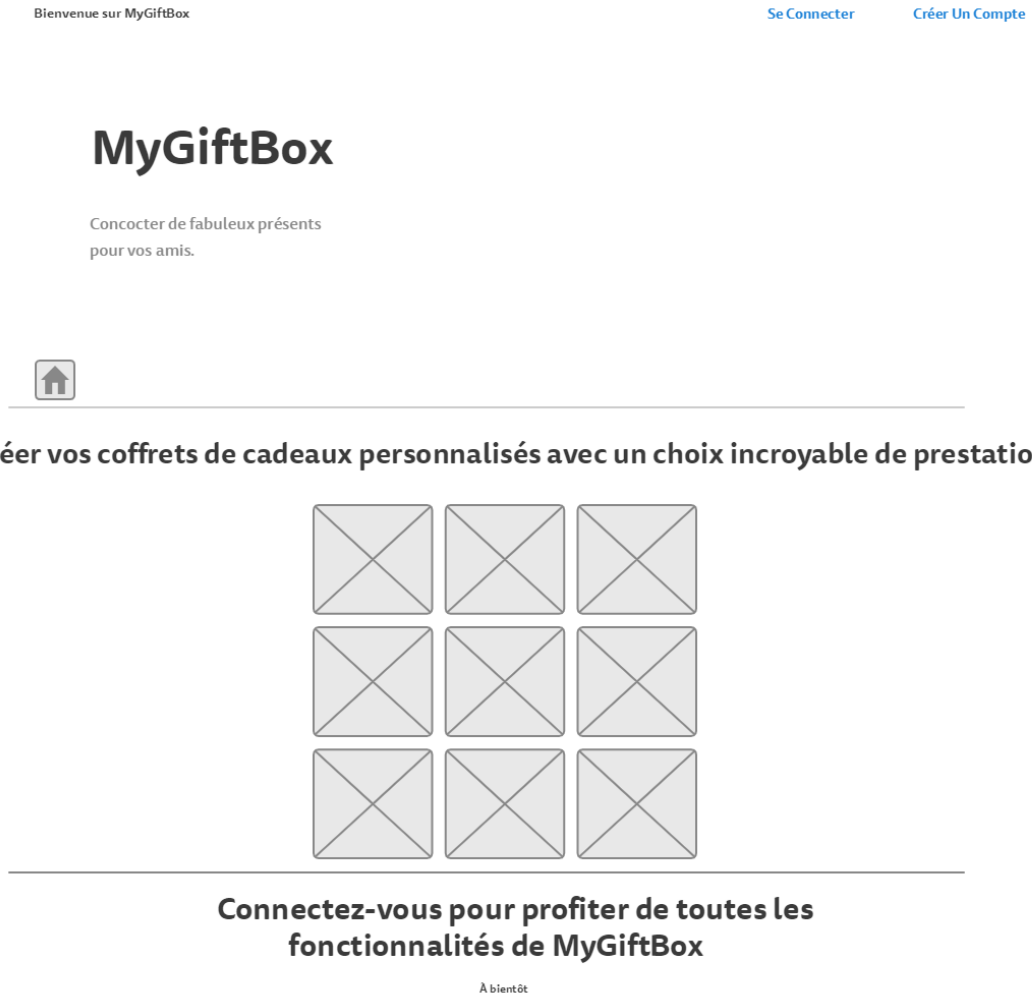 Bienvenue sur MyGiftBox
Se Connecter
Créer Un Compte
MyGiftBox
Concocter de fabuleux présents
pour vos amis.
éer vos coffrets de cadeaux personnalisés avec un choix incroyable de prestatio
Connectez-vous pour profiter de toutes les
fonctionnalités de MyGiftBox
À bientôt